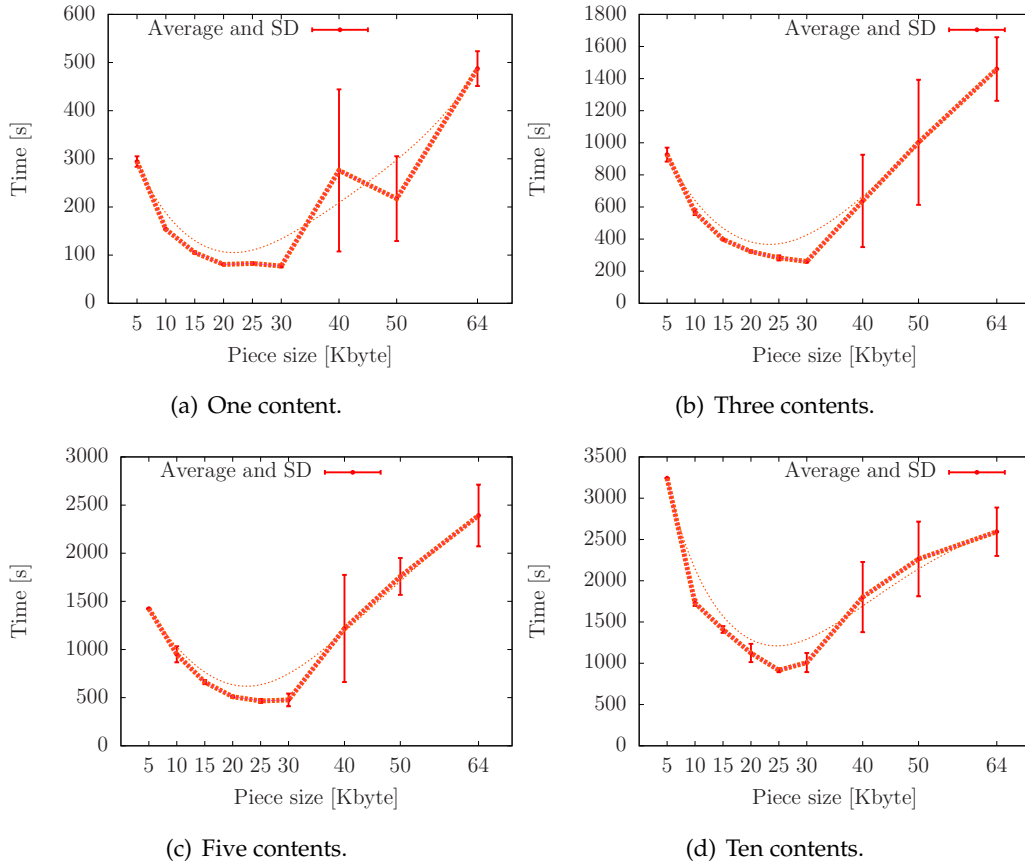 Average and SD
600
500
400
300
200
100
0
Time [s]
5 10 15 20 25 30 40 50 64
Piece size [Kbyte]
(a) One content.
Average and SD
1800
1600
1400
1200
1000
800
600
400
200
0
Time [s]
5 10 15 20 25 30 40 50 64
Piece size [Kbyte]
(b) Three contents.
Average and SD
3000
2500
2000
1500
1000
500
0
Time [s]
5 10 15 20 25 30 40 50 64
Piece size [Kbyte]
(c) Five contents.
Average and SD
3500
3000
2500
2000
1500
1000
500
0
Time [s]
5 10 15 20 25 30 40 50 64
Piece size [Kbyte]
(d) Ten contents.